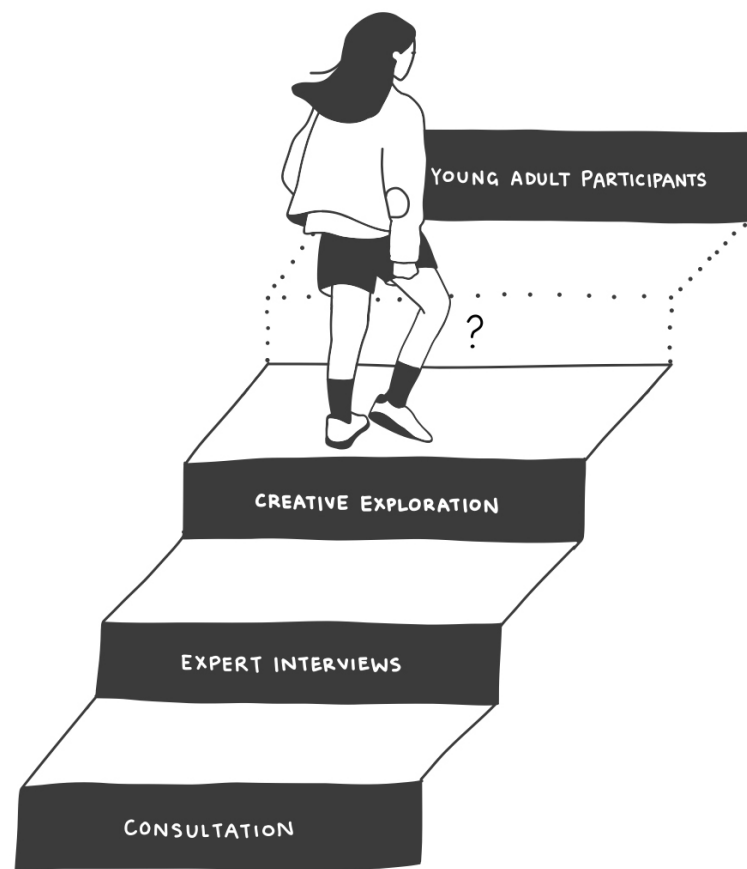 YOUNG ADULT PARTICIPANTS
?
CREATIVE EXPLORATION
EXPERT INTERVIEWS
CONSULTATION